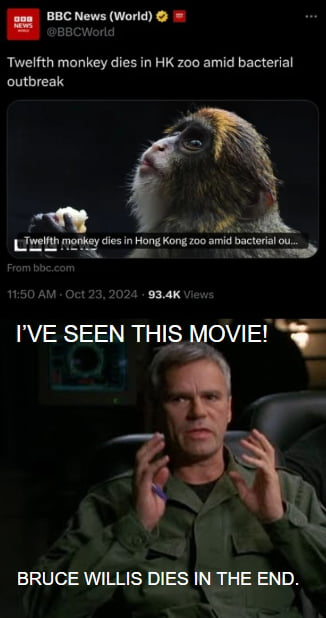 BBC
NEWS
WORLD
BBC News (World)
@BBCWorld
Twelfth monkey dies in HK zoo amid bacterial
outbreak
Twelfth monkey dies in Hong Kong zoo amid bacterial ou...
NEWS
From bbc.com
11:50 AM · Oct 23, 2024 · 93.4K Views
I'VE SEEN THIS MOVIE!
BRUCE WILLIS DIES IN THE END.